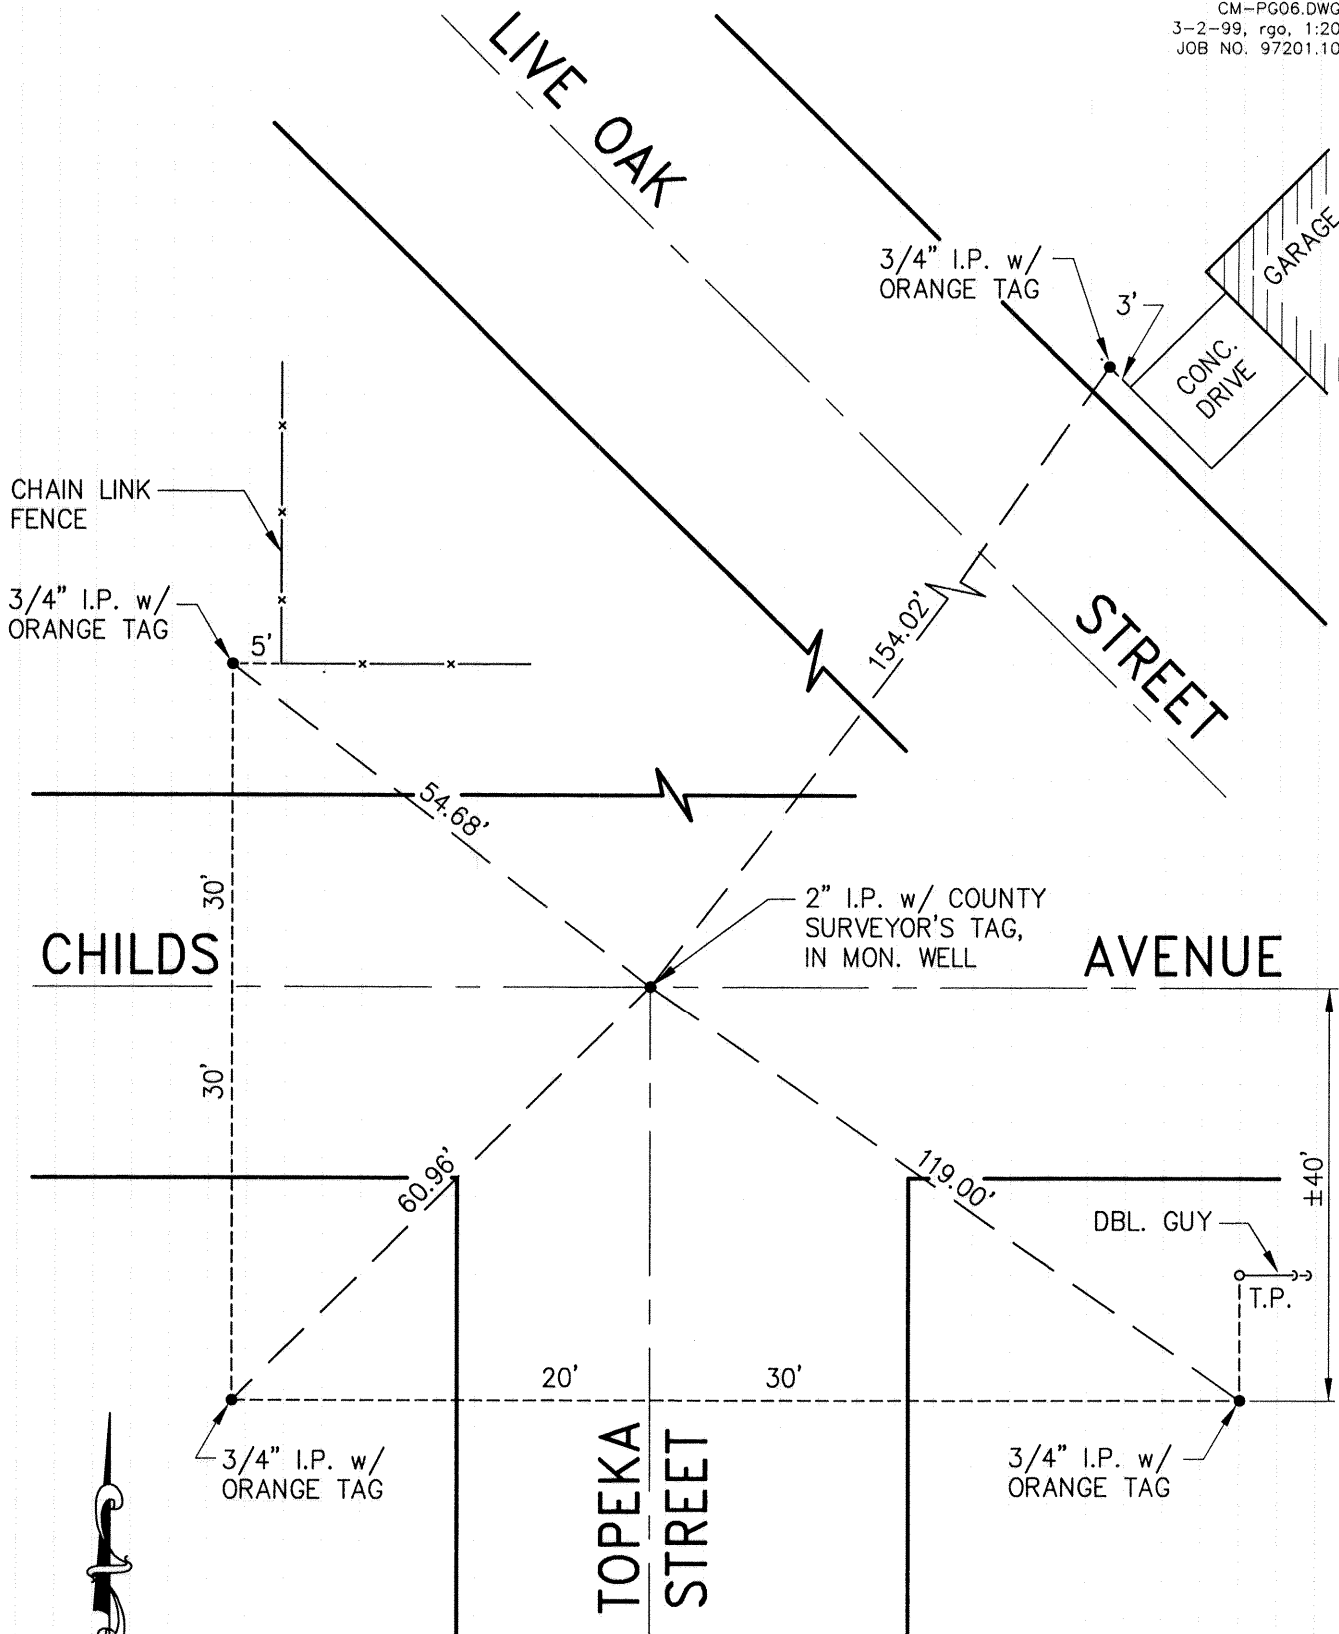 CM-PG06.DWG
3-2-99, rgo, 1:20
JOB NO. 97201.10
LIVE OAK
STREET
3/4" I.P. w/
ORANGE TAG
3'
GARAGE
CONC.
DRIVE
CHAIN LINK
FENCE
3/4" I.P. w/
ORANGE TAG
5'
154.02'
54.68'
30'
2" I.P. w/ COUNTY
SURVEYOR'S TAG,
IN MON. WELL
CHILDS
AVENUE
30'
60.96'
119.00'
±40'
DBL. GUY
T.P.
20'
30'
3/4" I.P. w/
ORANGE TAG
TOPEKA
STREET
3/4" I.P. w/
ORANGE TAG